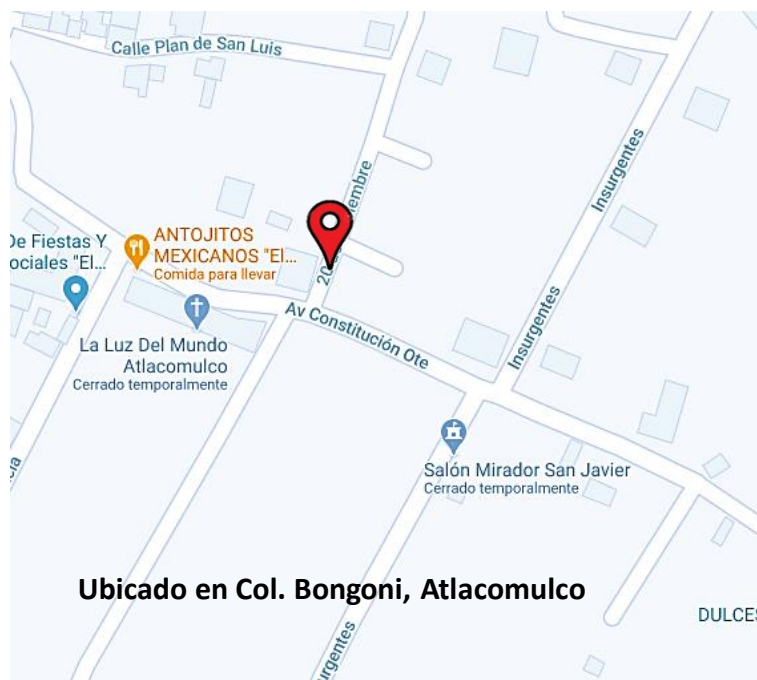 Calle Plan de San Luis
Insurgentes
De Fiestas Y
ociales "El...
ANTOJITOS
MEXICANOS "El...
Comida para llevar
Av Constitución Ote
Insurgentes
La Luz Del Mundo
Atlacomulco
Cerrado temporalmente
Salón Mirador San Javier
Cerrado temporalmente
Ubicado en Col. Bongoni, Atlacomulco
DULCES
urgentes